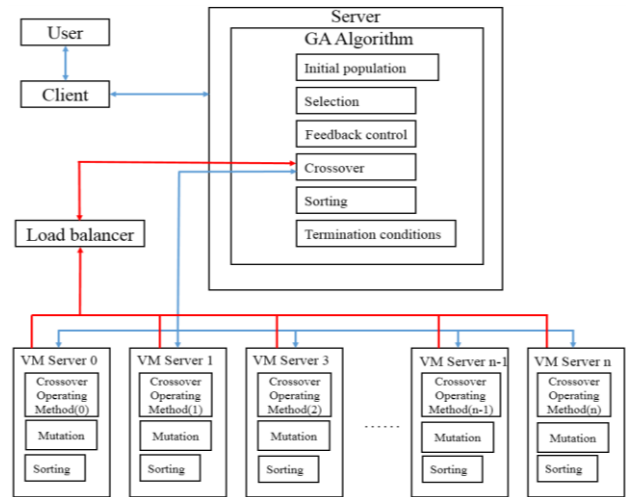 User
Client
Server
GA Algorithm
Initial population
Selection
Feedback control
Crossover
Sorting
Termination conditions
Load balancer
VM Server 0
Crossover
Operating
Method(0)
Mutation
Sorting
VM Server 1
Crossover
Operating
Method(1)
Mutation
Sorting
VM Server 3
Crossover
Operating
Method(2)
Mutation
Sorting
......
VM Server n-1
Crossover
Operating
Method(n-1)
Mutation
Sorting
VM Server n
Crossover
Operating
Method(n)
Mutation
Sorting